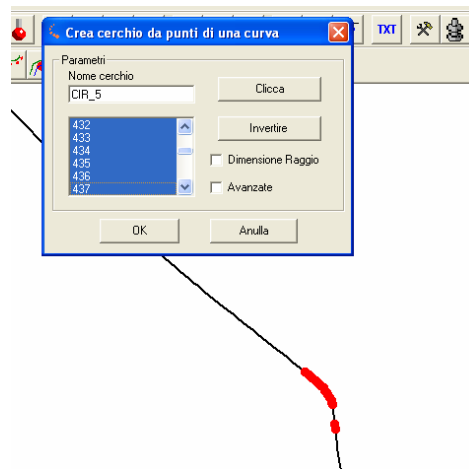 TXT
Crea cerchio da punti di una curva
Parametri
Nome cerchio
CIR_5
Clicca
432
433
434
435
436
437
Invertire
Dimensione Raggio
Avanzate
OK
Anulla